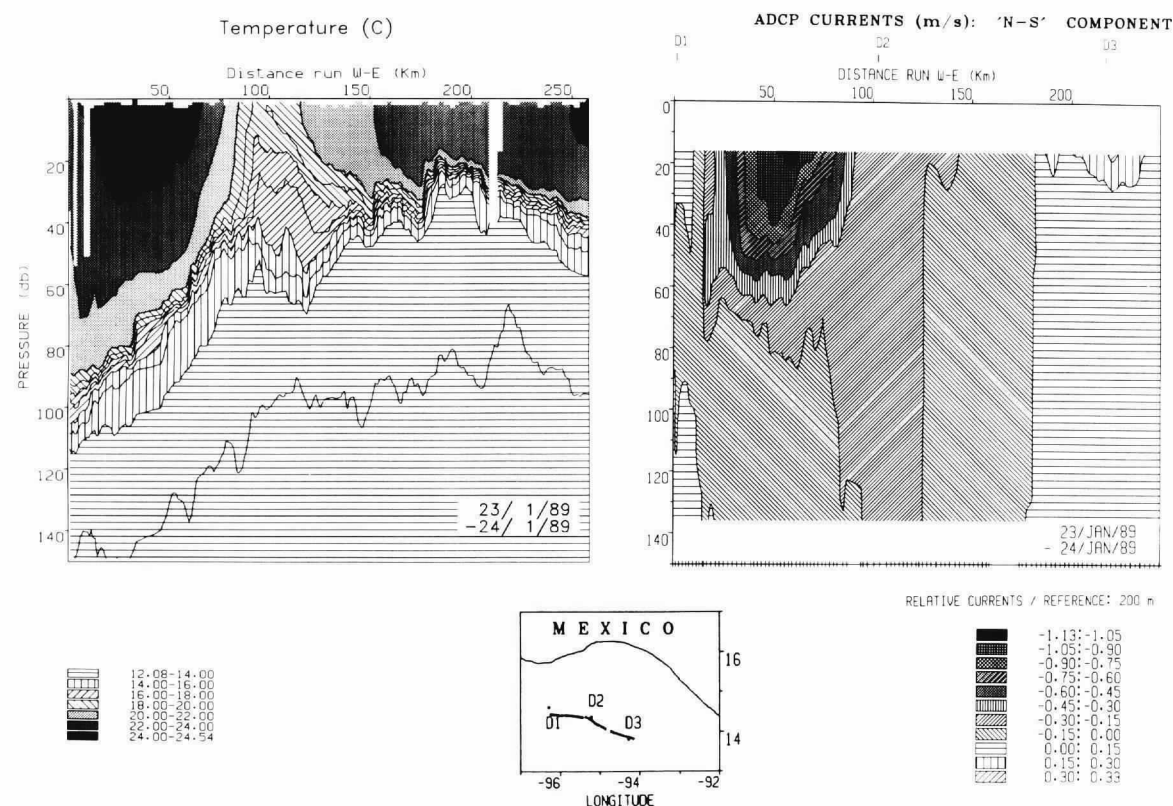 Temperature (C)
Distance run W-E (Km)
50 100 150 200 250
PRESSURE (db)
20
40
60
80
100
120
140
23/ 1/89
-24/ 1/89
ADCP CURRENTS (m/s): 'N-S' COMPONENT
D1 D2 D3
DISTANCE RUN W-E (Km)
0 50 100 150 200
0
20
40
60
80
100
120
140
23/JAN/89
- 24/JAN/89
RELATIVE CURRENTS / REFERENCE: 200 m
12.08-14.00
14.00-16.00
16.00-18.00
18.00-20.00
20.00-22.00
22.00-24.00
24.00-24.54
MEXICO
D1
D2
D3
16
14
-96 -94 -92
LONGITUDE
-1.13:-1.05
-1.05:-0.90
-0.90:-0.75
-0.75:-0.60
-0.60:-0.45
-0.45:-0.30
-0.30:-0.15
-0.15: 0.00
0.00: 0.15
0.15: 0.30
0.30: 0.33